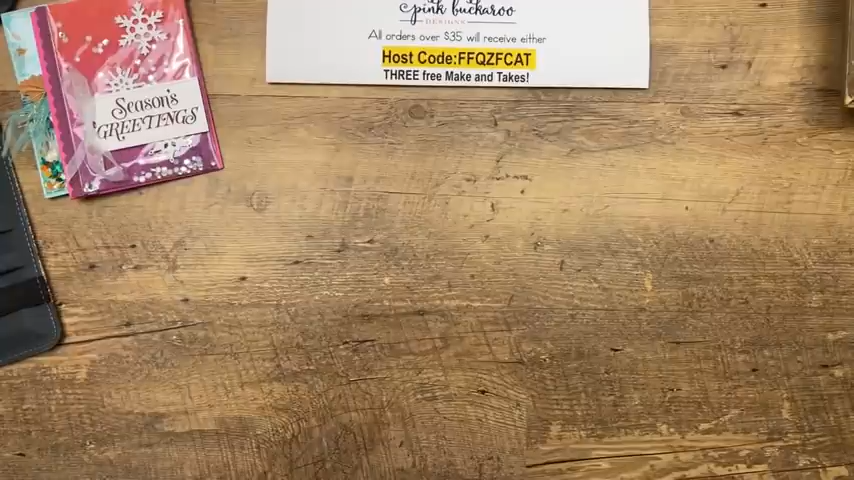 pink buckaroo
DESIGNS
All orders over $35 will receive either
Host Code:FFQZFCAT
THREE free Make and Takes!
Season's
GREETINGS